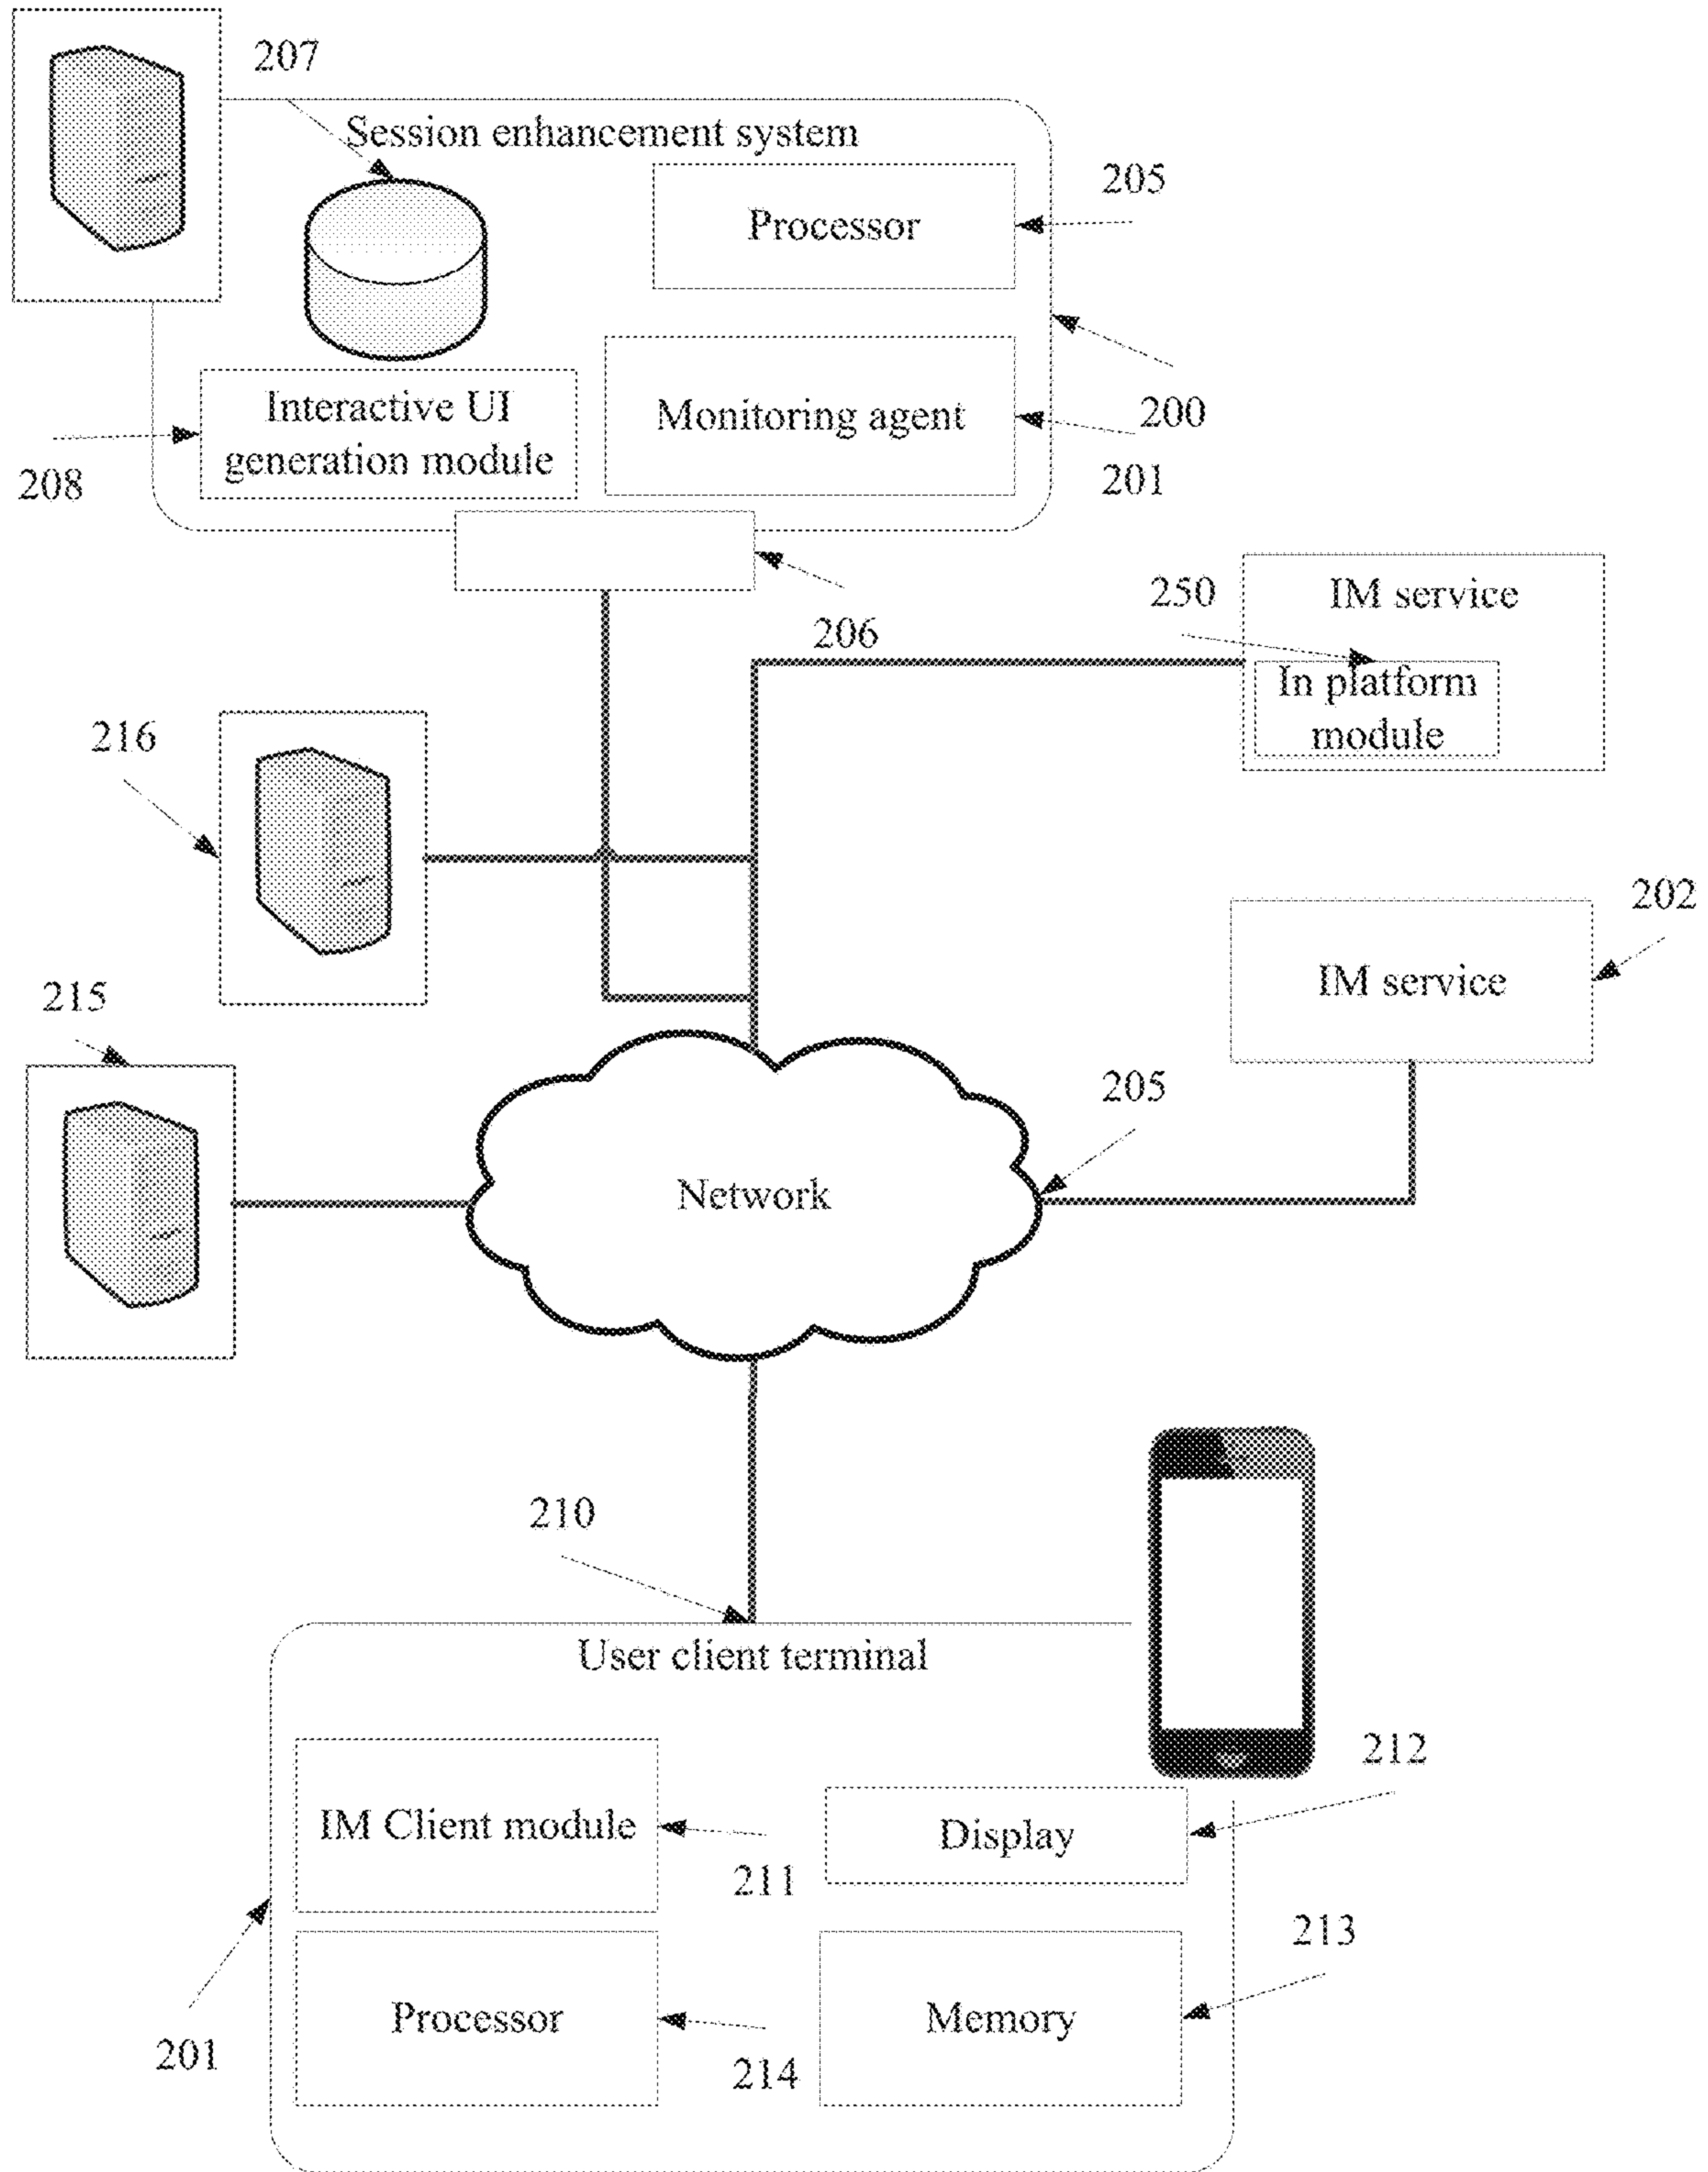 207
Session enhancement system
205
Processor
200
Interactive UI
generation module
Monitoring agent
208
201
206
250
IM service
In platform
module
216
202
IM service
215
205
Network
210
User client terminal
212
IM Client module
Display
211
213
Processor
Memory
201
214